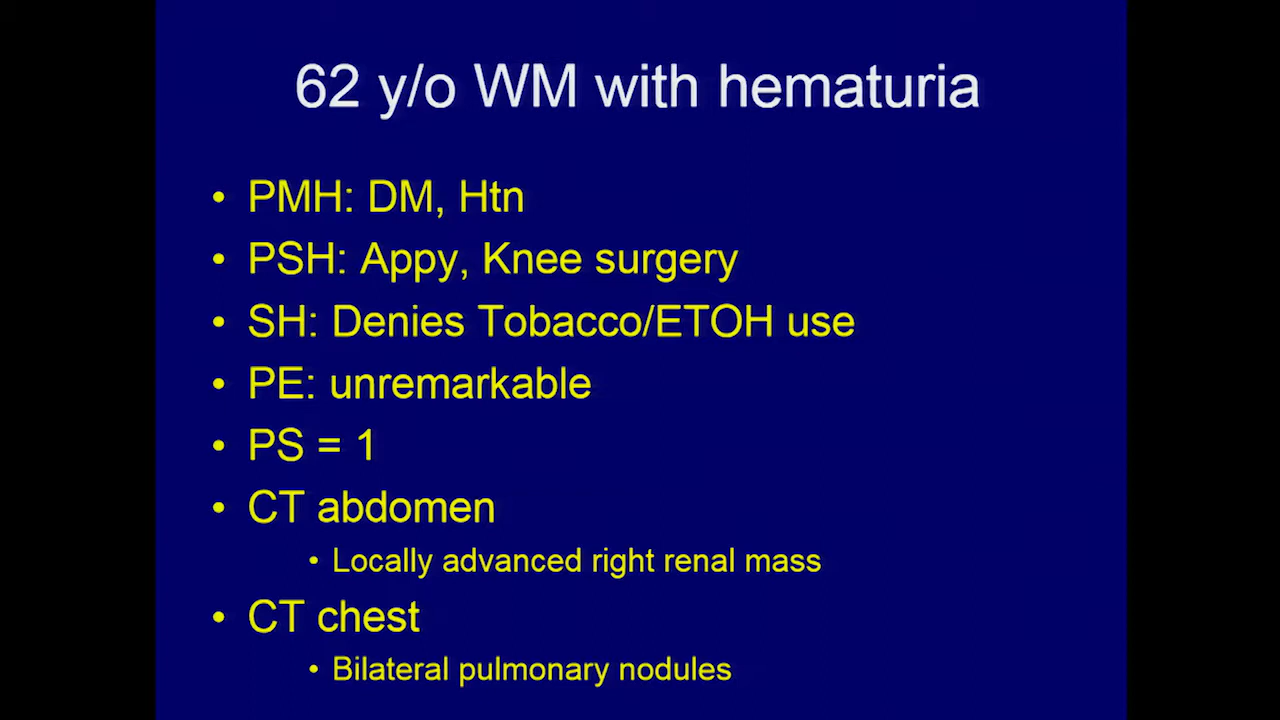 62 y/o WM with hematuria
• PMH: DM, Htn
• PSH: Appy, Knee surgery
• SH: Denies Tobacco/ETOH use
• PE: unremarkable
• PS = 1
• CT abdomen
• Locally advanced right renal mass
• CT chest
• Bilateral pulmonary nodules